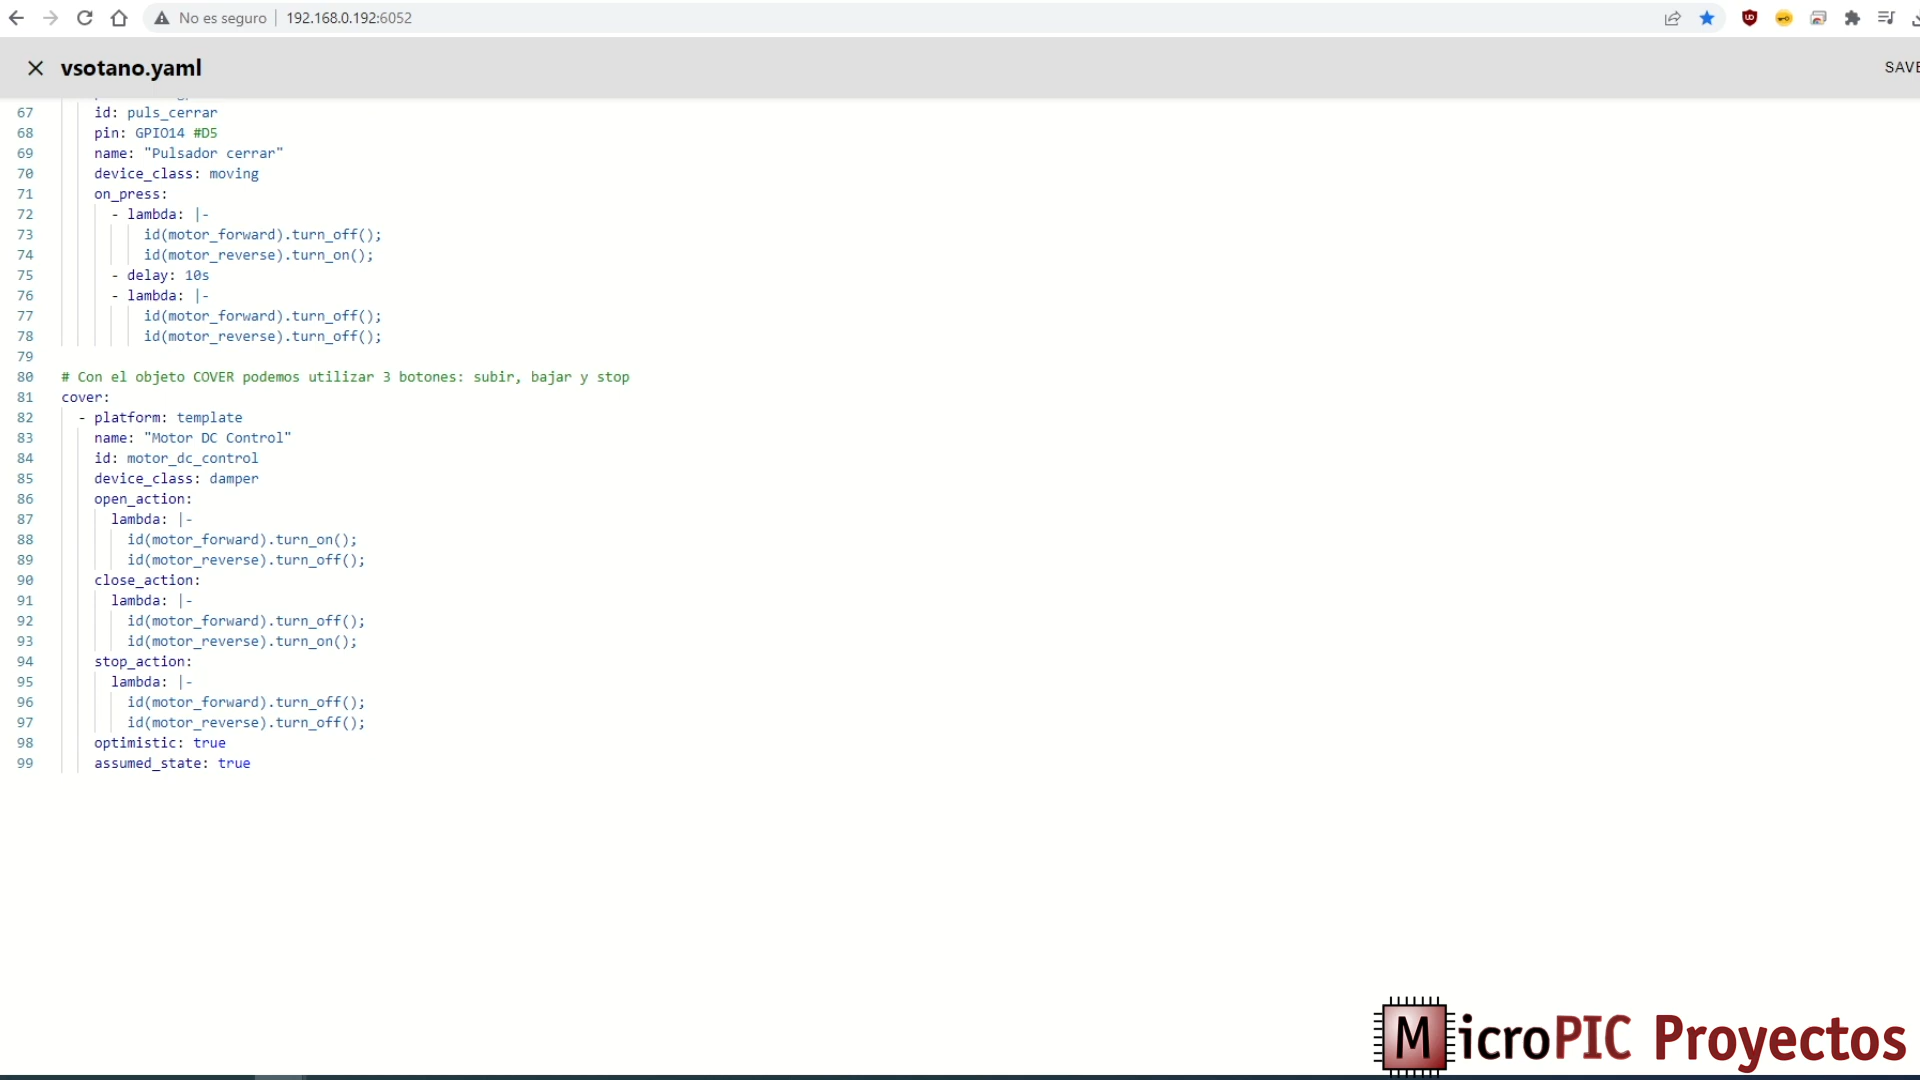 No es seguro | 192.168.0.192:6052
vsotano.yaml
SAVE
67 id: puls_cerrar
68 pin: GPIO14 #D5
69 name: "Pulsador cerrar"
70 device_class: moving
71 on_press:
72 - lambda: |-
73 id(motor_forward).turn_off();
74 id(motor_reverse).turn_on();
75 - delay: 10s
76 - lambda: |-
77 id(motor_forward).turn_off();
78 id(motor_reverse).turn_off();
79
80 # Con el objeto COVER podemos utilizar 3 botones: subir, bajar y stop
81 cover:
82 - platform: template
83 name: "Motor DC Control"
84 id: motor_dc_control
85 device_class: damper
86 open_action:
87 lambda: |-
88 id(motor_forward).turn_on();
89 id(motor_reverse).turn_off();
90 close_action:
91 lambda: |-
92 id(motor_forward).turn_off();
93 id(motor_reverse).turn_on();
94 stop_action:
95 lambda: |-
96 id(motor_forward).turn_off();
97 id(motor_reverse).turn_off();
98 optimistic: true
99 assumed_state: true
MicroPIC Proyectos